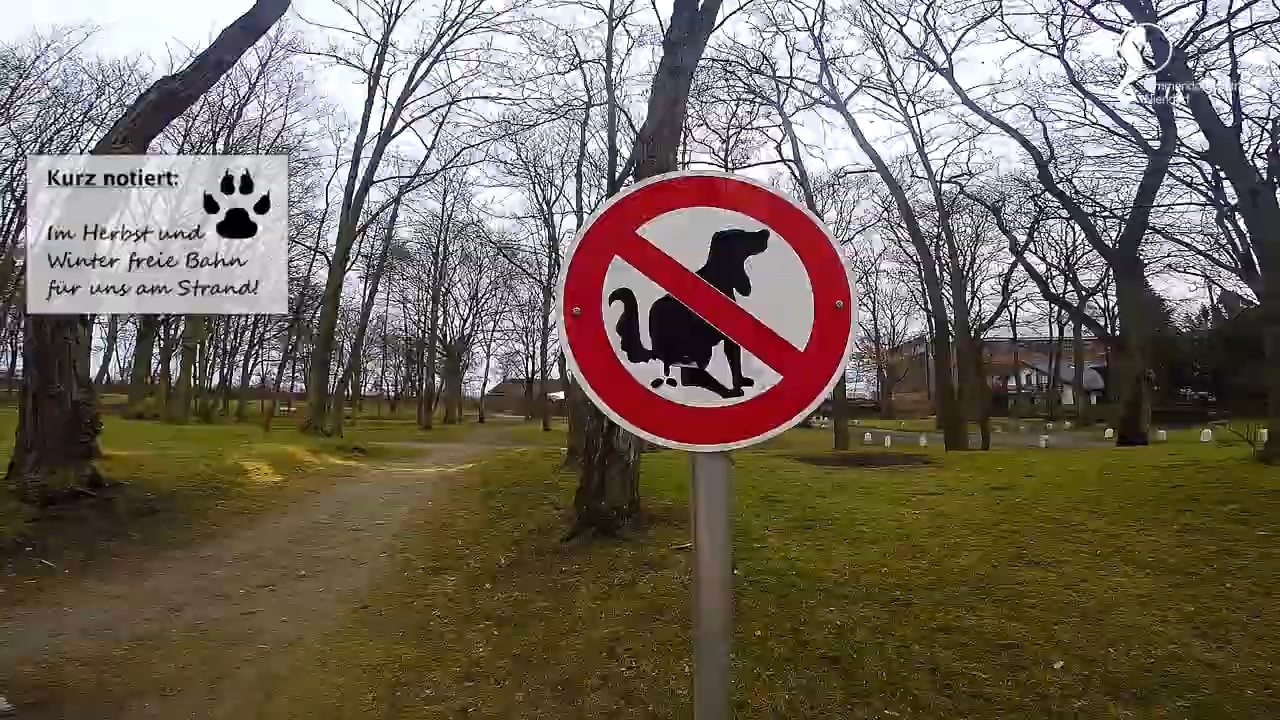 Kurz notiert:
Im Herbst und
Winter freie Bahn
für uns am Strand!